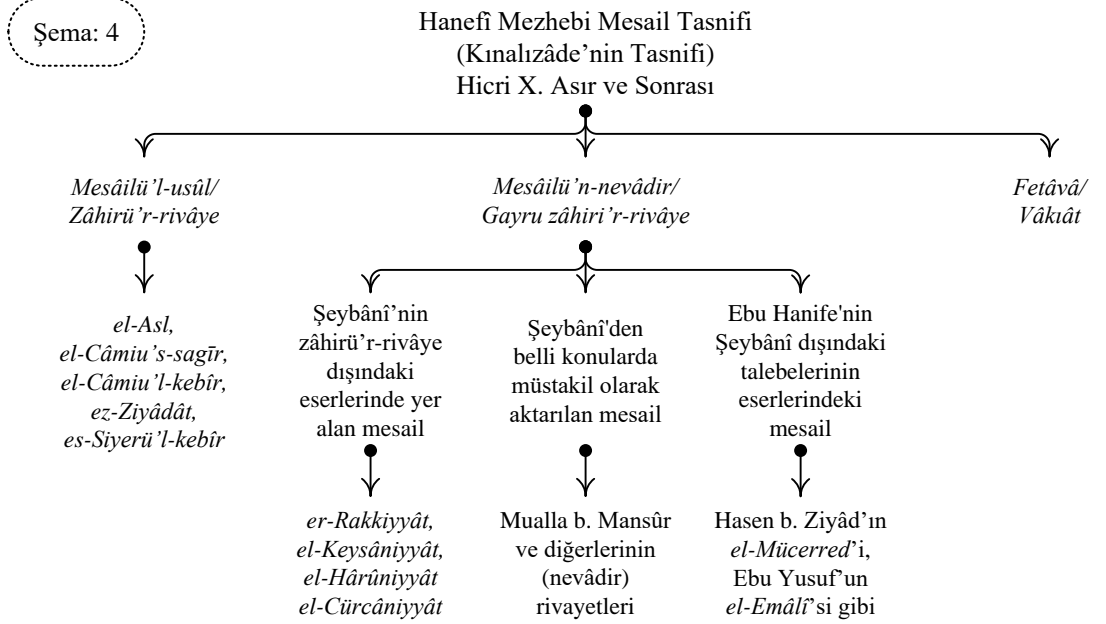 Şema: 4
Hanefî Mezhebi Mesail Tasnifi
(Kınalızâde’nin Tasnifi)
Hicri X. Asır ve Sonrası
Mesâilü’l-usûl/
Zâhirü’r-rivâye
Mesâilü’n-nevâdir/
Gayru zâhiri’r-rivâye
Fetâvâ/
Vâkıât
el-Asl,
el-Câmiu’s-sagīr,
el-Câmiu’l-kebîr,
ez-Ziyâdât,
es-Siyerü’l-kebîr
Şeybânî’nin
zâhirü’r-rivâye
dışındaki
eserlerinde yer
alan mesail
Şeybânî'den
belli konularda
müstakil olarak
aktarılan mesail
Ebu Hanife'nin
Şeybânî dışındaki
talebelerinin
eserlerindeki
mesail
er-Rakkiyyât,
el-Keysâniyyât,
el-Hârûniyyât
el-Cürcâniyyât
Mualla b. Mansûr
ve diğerlerinin
(nevâdir)
rivayetleri
Hasen b. Ziyâd’ın
el-Mücerred’i,
Ebu Yusuf’un
el-Emâlî’si gibi